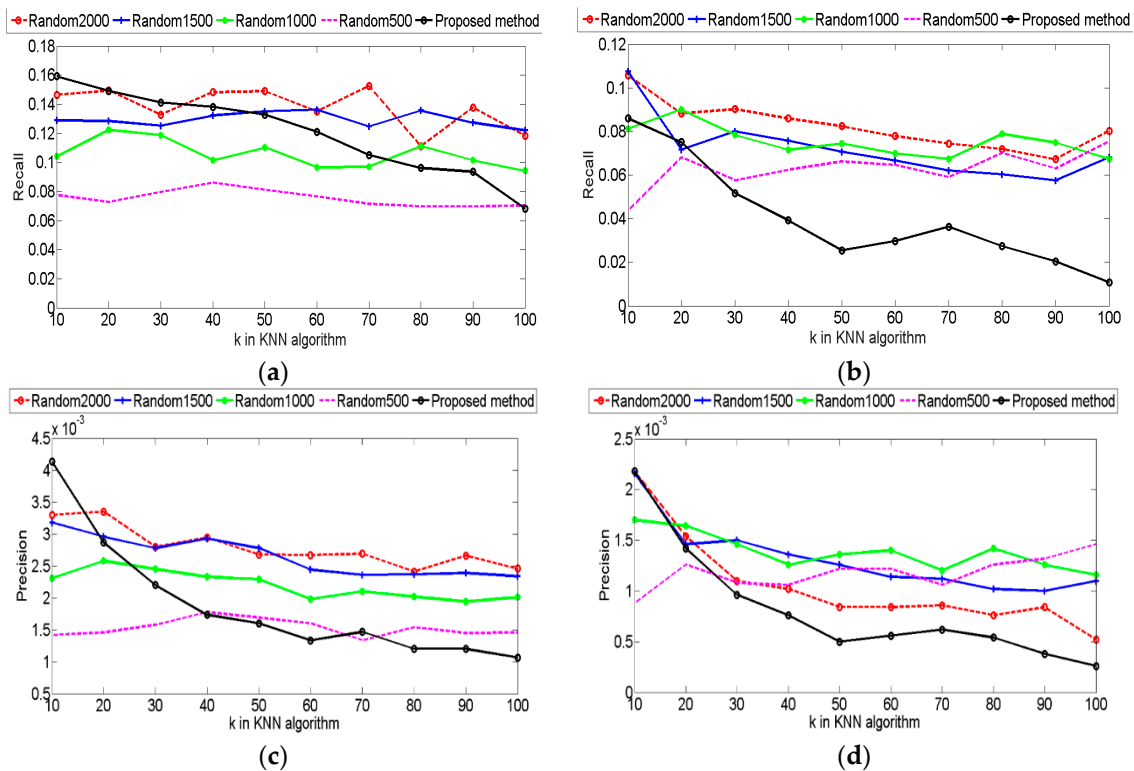 Random2000 Random1500 Random1000 Random500 Proposed method
0.18
0.16
0.14
0.12
0.1
0.08
0.06
0.04
0.02
0
Recall
10 20 30 40 50 60 70 80 90 100
k in KNN algorithm
(a)
Random2000 Random1500 Random1000 Random500 Proposed method
0.12
0.1
0.08
0.06
0.04
0.02
0
Recall
10 20 30 40 50 60 70 80 90 100
k in KNN algorithm
(b)
Random2000 Random1500 Random1000 Random500 Proposed method
x 10⁻³
4.5
4
3.5
3
2.5
2
1.5
1
0.5
Precision
10 20 30 40 50 60 70 80 90 100
k in KNN algorithm
(c)
Random2000 Random1500 Random1000 Random500 Proposed method
x 10⁻³
2.5
2
1.5
1
0.5
0
Precision
10 20 30 40 50 60 70 80 90 100
k in KNN algorithm
(d)